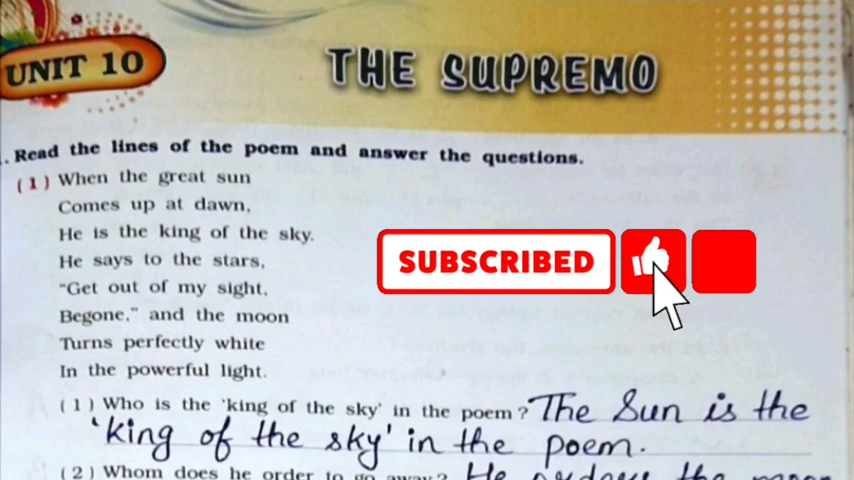 UNIT 10
THE SUPREMO
. Read the lines of the poem and answer the questions.
(1) When the great sun
Comes up at dawn,
He is the king of the sky.
He says to the stars,
"Get out of my sight,
Begone," and the moon
Turns perfectly white
In the powerful light.
SUBSCRIBED
(1) Who is the 'king of the sky' in the poem? The Sun is the
'king of the sky' in the poem.
(2) Whom does he order to go away? He orders the moon